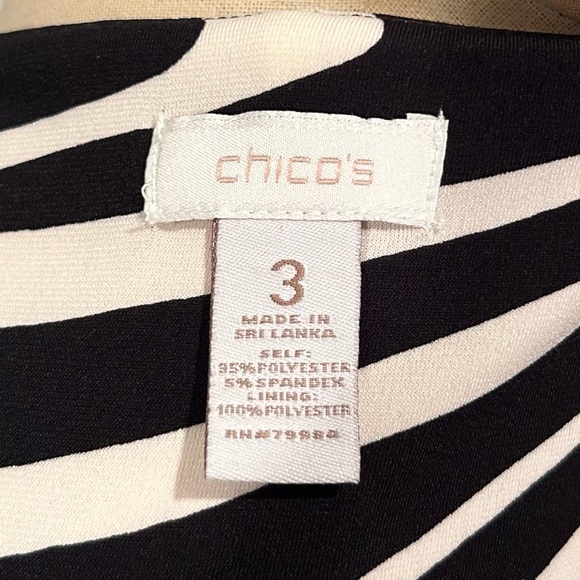 chico's
3
MADE IN
SRI LANKA
SELF:
95%POLYESTER
5%SPANDEX
LINING:
100%POLYESTER
RN#79984